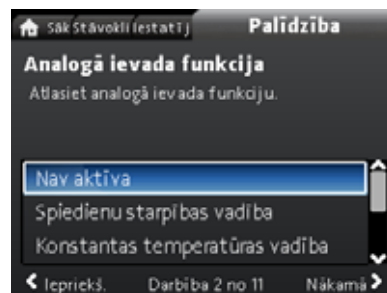 Sāk Stāvokli Iestatīj Palīdzība
Analogā ievada funkcija
Atlasiet analogā ievada funkciju.
Nav aktīva
Spiedienu starpības vadība
Konstantas temperatūras vadība
Iepriekš. Darbība 2 no 11 Nākamā